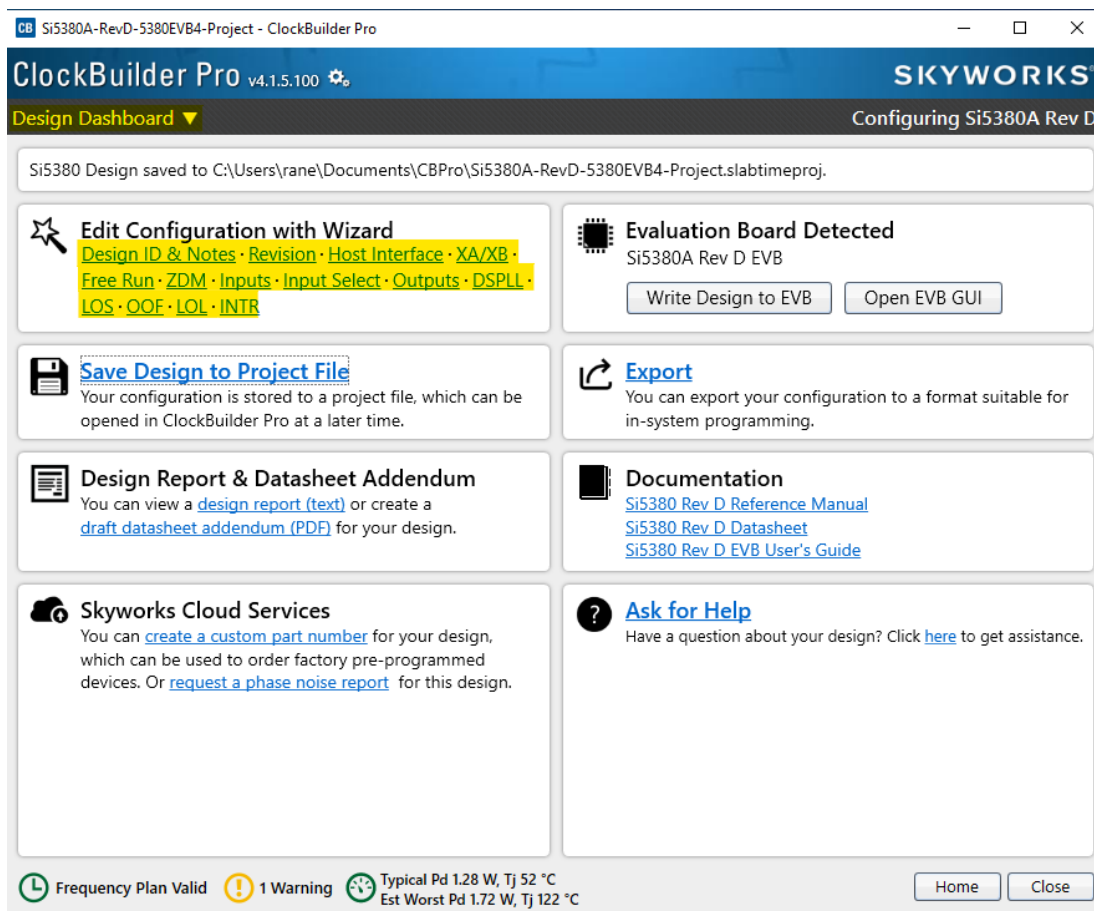 CB Si5380A-RevD-5380EVB4-Project - ClockBuilder Pro
ClockBuilder Pro v4.1.5.100
SKYWORKS
Design Dashboard ▼
Configuring Si5380A Rev D
Si5380 Design saved to C:\Users\rane\Documents\CBPro\Si5380A-RevD-5380EVB4-Project.slabtimeproj.
Edit Configuration with Wizard
Design ID & Notes · Revision · Host Interface · XA/XB ·
Free Run · ZDM · Inputs · Input Select · Outputs · DSPLL ·
LOS · OOF · LOL · INTR
Evaluation Board Detected
Si5380A Rev D EVB
Write Design to EVB
Open EVB GUI
Save Design to Project File
Your configuration is stored to a project file, which can be
opened in ClockBuilder Pro at a later time.
Export
You can export your configuration to a format suitable for
in-system programming.
Design Report & Datasheet Addendum
You can view a design report (text) or create a
draft datasheet addendum (PDF) for your design.
Documentation
Si5380 Rev D Reference Manual
Si5380 Rev D Datasheet
Si5380 Rev D EVB User's Guide
Skyworks Cloud Services
You can create a custom part number for your design,
which can be used to order factory pre-programmed
devices. Or request a phase noise report for this design.
? Ask for Help
Have a question about your design? Click here to get assistance.
Frequency Plan Valid
! 1 Warning
Typical Pd 1.28 W, Tj 52 °C
Est Worst Pd 1.72 W, Tj 122 °C
Home
Close